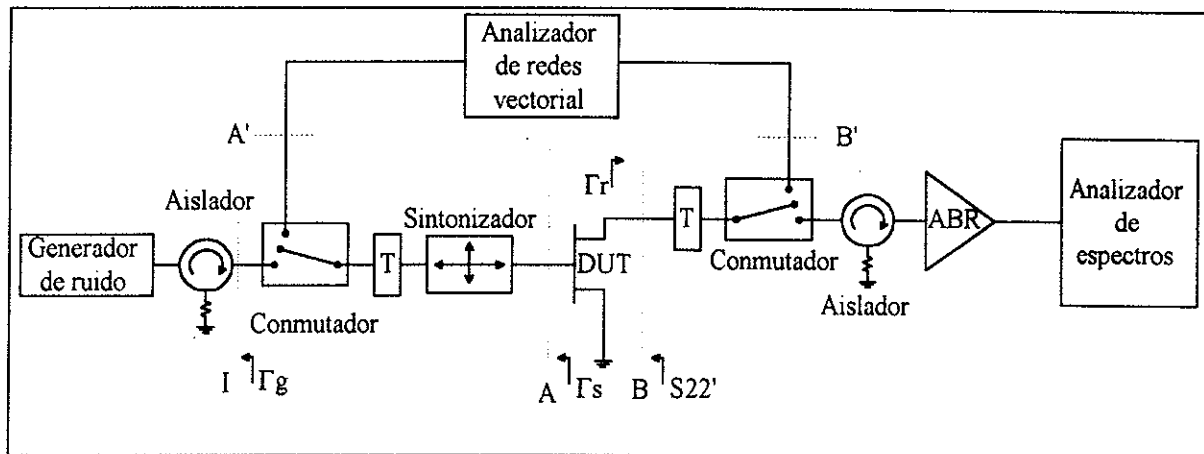 Analizador
de redes
vectorial
A'
B'
Γr
Aislador
Sintonizador
Generador
de ruido
T
DUT
T
Conmutador
Aislador
ABR
Analizador
de
espectros
Conmutador
I
Γg
A
Γs
B
S22'